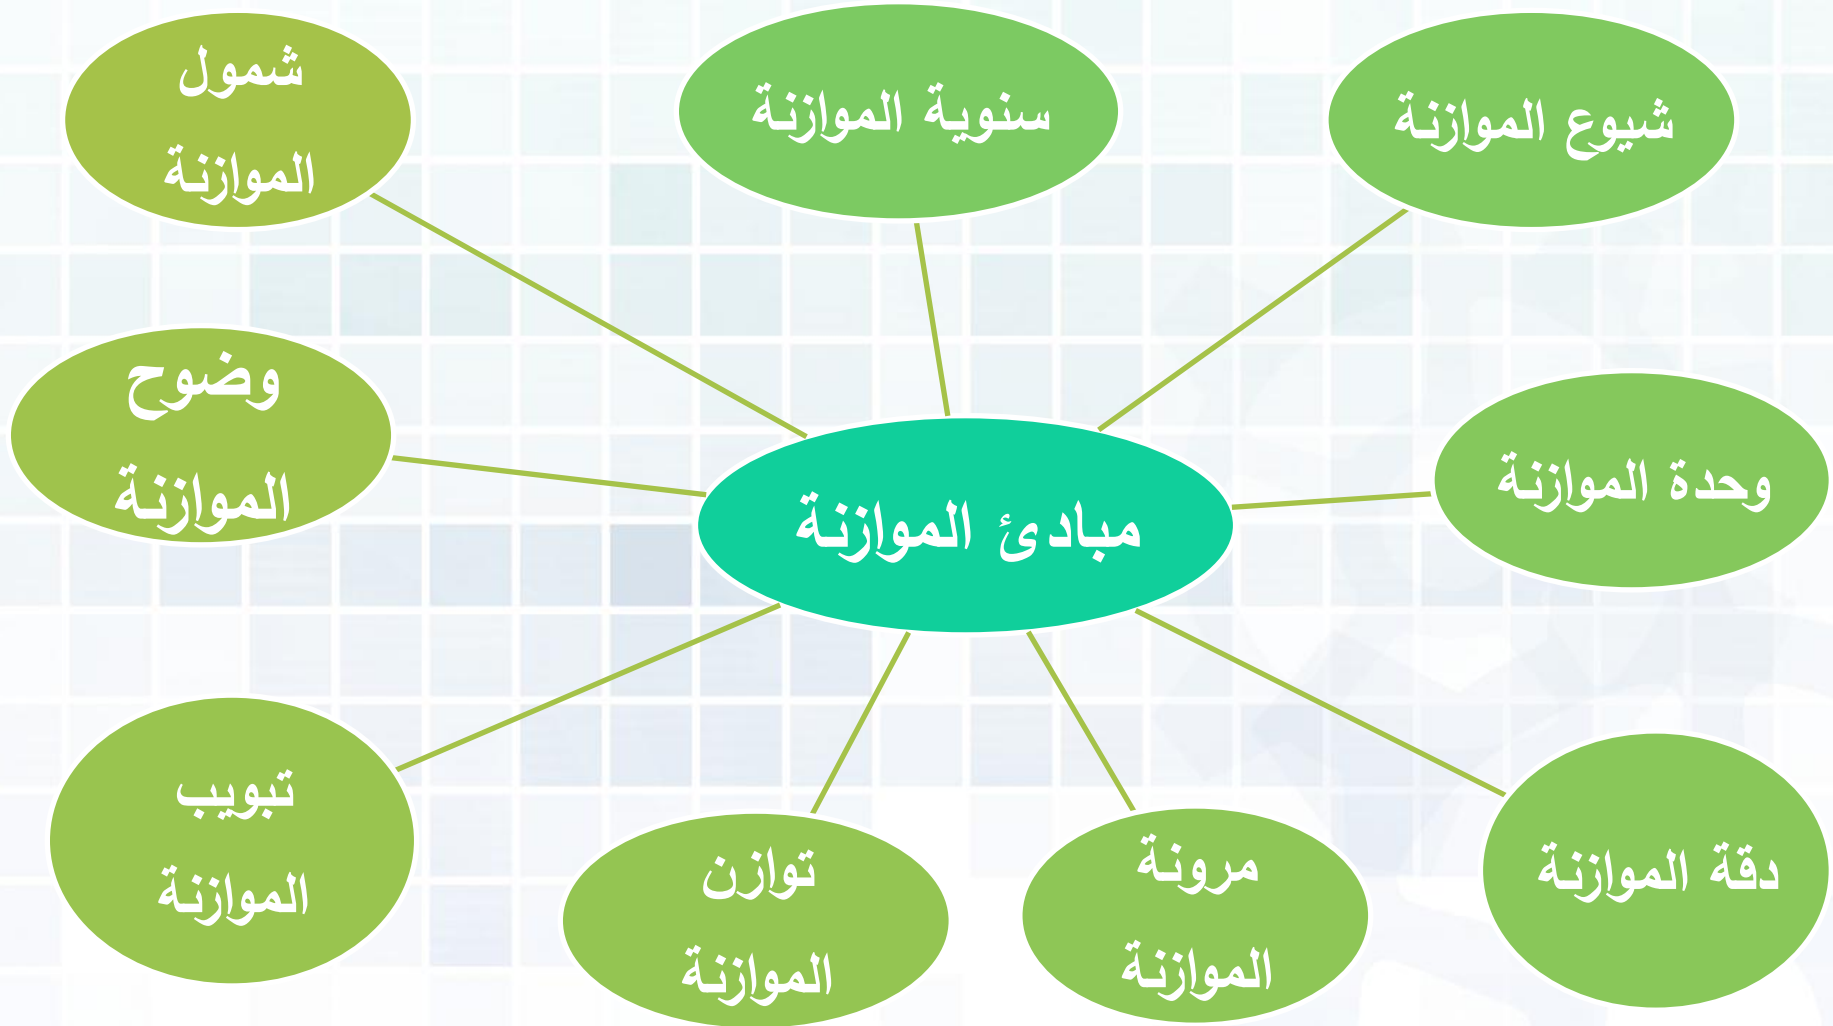 شيوع الموازنة
سنوية الموازنة
شمول
الموازنة
وضوح
الموازنة
وحدة الموازنة
مبادئ الموازنة
دقة الموازنة
مرونة
الموازنة
توازن
الموازنة
تبويب
الموازنة